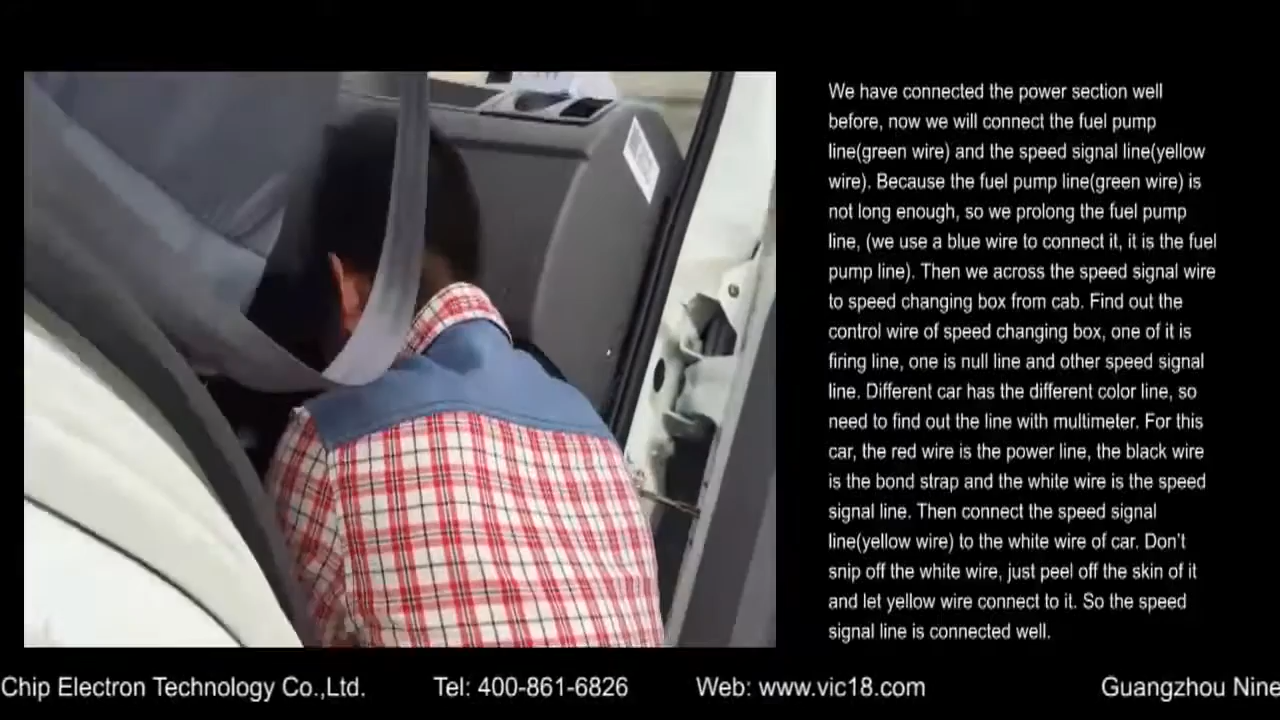 We have connected the power section well
before, now we will connect the fuel pump
line(green wire) and the speed signal line(yellow
wire). Because the fuel pump line(green wire) is
not long enough, so we prolong the fuel pump
line, (we use a blue wire to connect it, it is the fuel
pump line). Then we across the speed signal wire
to speed changing box from cab. Find out the
control wire of speed changing box, one of it is
firing line, one is null line and other speed signal
line. Different car has the different color line, so
need to find out the line with multimeter. For this
car, the red wire is the power line, the black wire
is the bond strap and the white wire is the speed
signal line. Then connect the speed signal
line(yellow wire) to the white wire of car. Don't
snip off the white wire, just peel off the skin of it
and let yellow wire connect to it. So the speed
signal line is connected well.
Chip Electron Technology Co.,Ltd. Tel: 400-861-6826 Web: www.vic18.com Guangzhou Nine